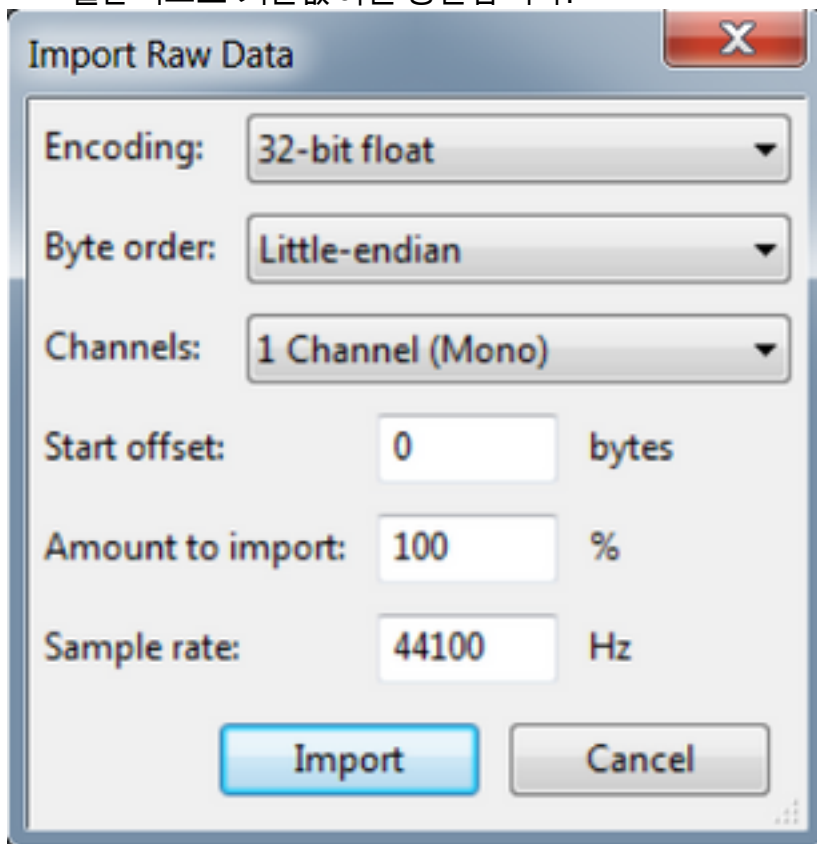 Import Raw Data
Encoding: 32-bit float
Byte order: Little-endian
Channels: 1 Channel (Mono)
Start offset: 0 bytes
Amount to import: 100 %
Sample rate: 44100 Hz
Import Cancel